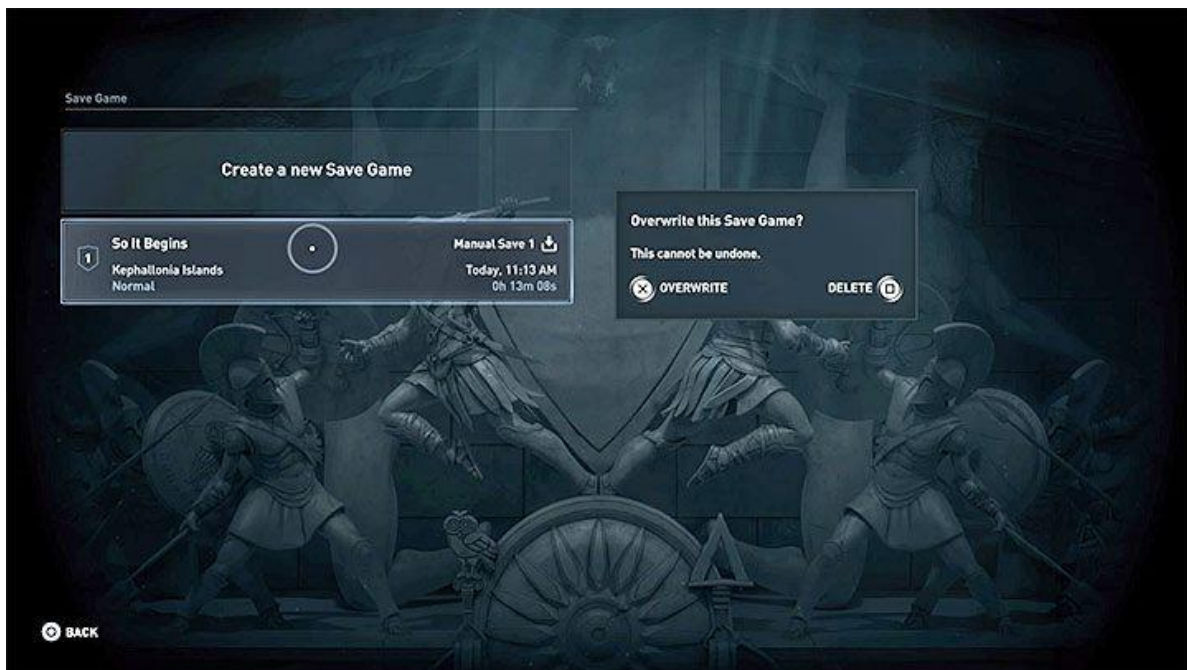 Save Game
Create a new Save Game
1
So It Begins
Manual Save 1
Kephallonia Islands
Today, 11:13 AM
Normal
0h 13m 08s
Overwrite this Save Game?
This cannot be undone.
OVERWRITE
DELETE
BACK